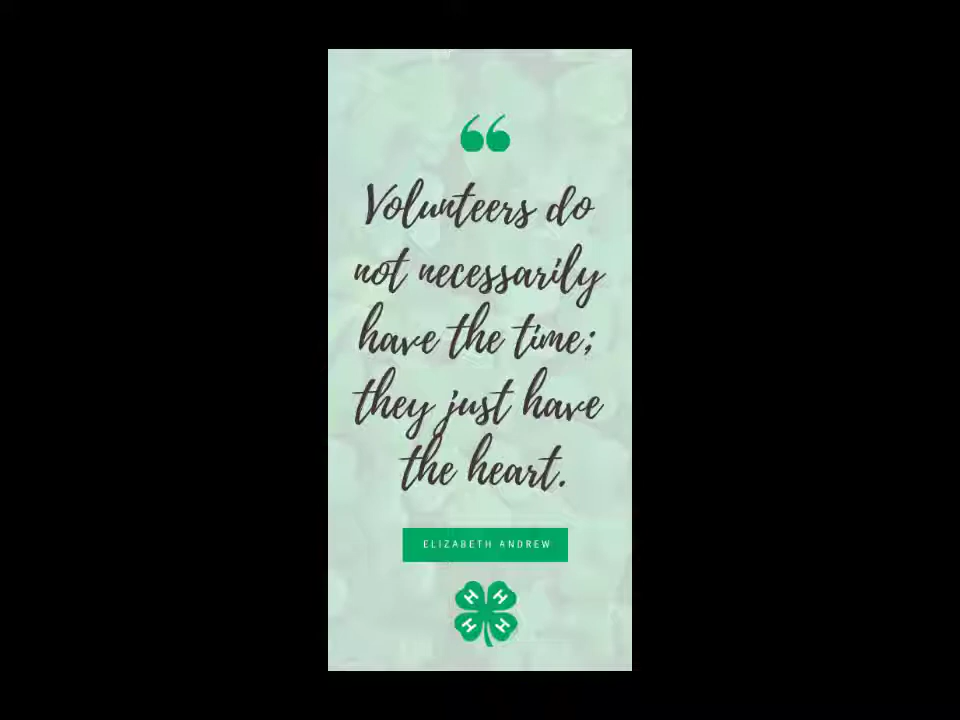 “
Volunteers do
not necessarily
have the time;
they just have
the heart.
ELIZABETH ANDREW
H H
H H